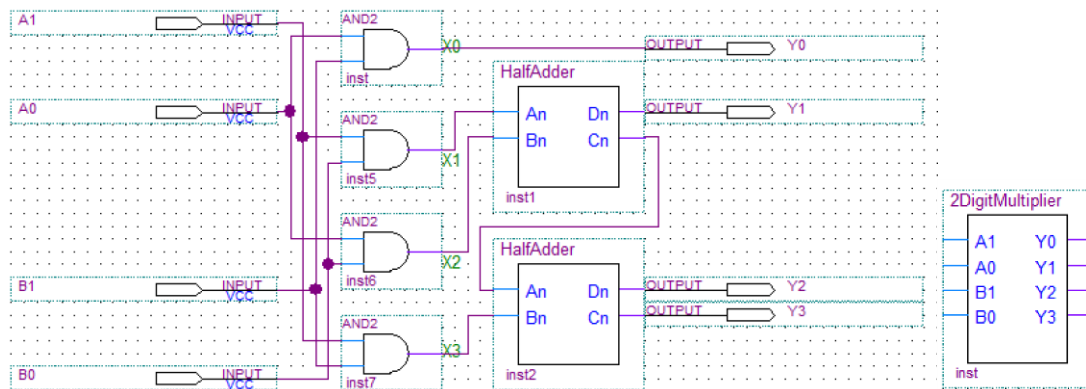 A1
INPUT
VCC
A0
INPUT
VCC
B1
INPUT
VCC
B0
INPUT
VCC
AND2
X0
inst
AND2
X1
inst5
AND2
X2
inst6
AND2
X3
inst7
HalfAdder
An Dn
Bn Cn
inst1
HalfAdder
An Dn
Bn Cn
inst2
OUTPUT Y0
OUTPUT Y1
OUTPUT Y2
OUTPUT Y3
2DigitMultiplier
A1 Y0
A0 Y1
B1 Y2
B0 Y3
inst